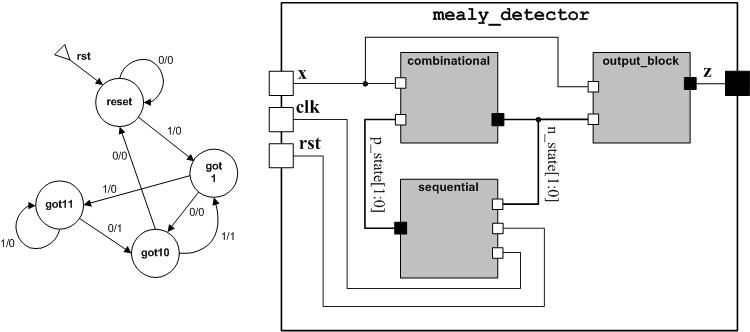 rst
0/0
reset
1/0
0/0
got
1
1/0
got11
0/0
1/0
0/1
got10
1/1
mealy_detector
x
clk
rst
combinational
output_block
z
p_state[1:0]
n_state[1:0]
sequential